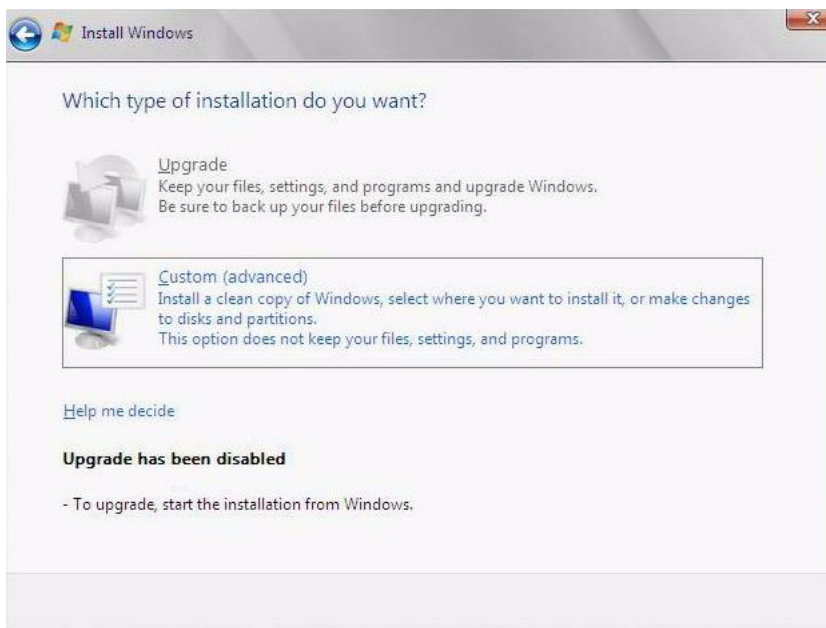 Install Windows
Which type of installation do you want?
Upgrade
Keep your files, settings, and programs and upgrade Windows.
Be sure to back up your files before upgrading.
Custom (advanced)
Install a clean copy of Windows, select where you want to install it, or make changes
to disks and partitions.
This option does not keep your files, settings, and programs.
Help me decide
Upgrade has been disabled
- To upgrade, start the installation from Windows.